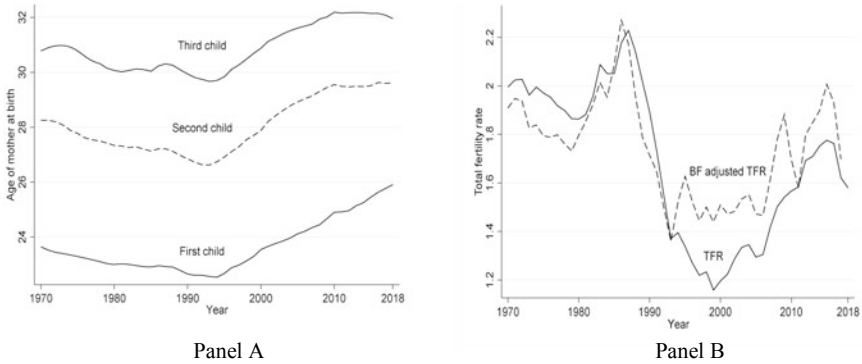 Age of mother at birth
32
30
28
26
24
Third child
Second child
First child
1970
1980
1990
2000
2010
2018
Year
Panel A
Total fertility rate
2.2
2
1.8
1.6
1.4
1.2
BF adjusted TFR
TFR
1970
1980
1990
2000
2010
2018
Year
Panel B